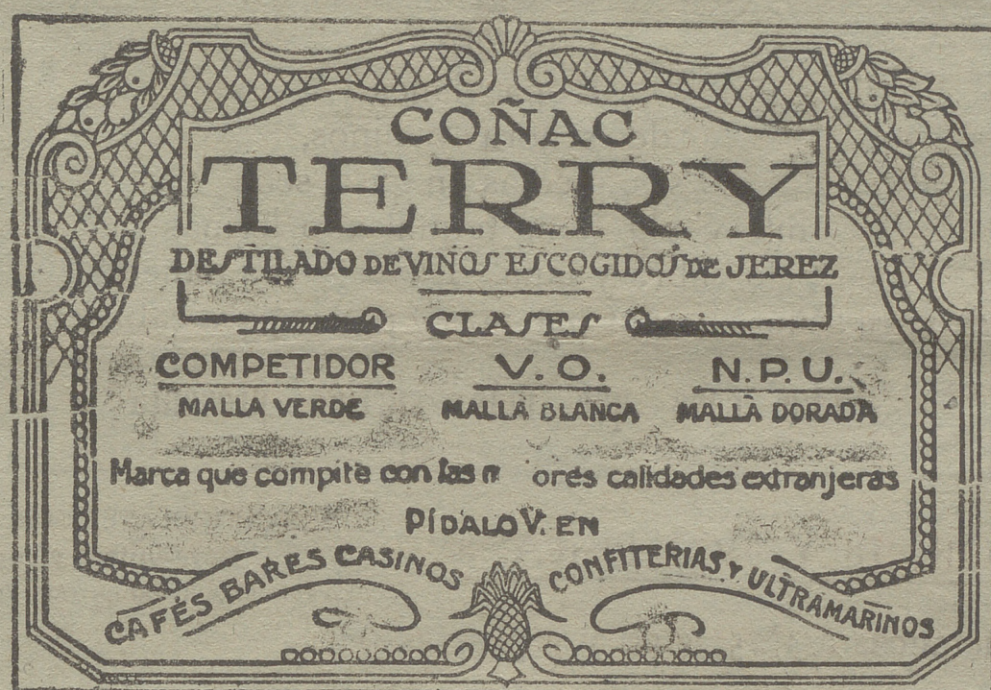 COÑAC
TERRY
DESTILADO DE VINOS ESCOGIDOS DE JEREZ
CLASES
COMPETIDOR V. O. N. P. U.
MALLA VERDE MALLA BLANCA MALLA DORADA
Marca que compite con las calidades extranjeras
PÍDALO V. EN
CAFÉS BARES CASINOS CONFITERIAS Y ULTRAMARINOS